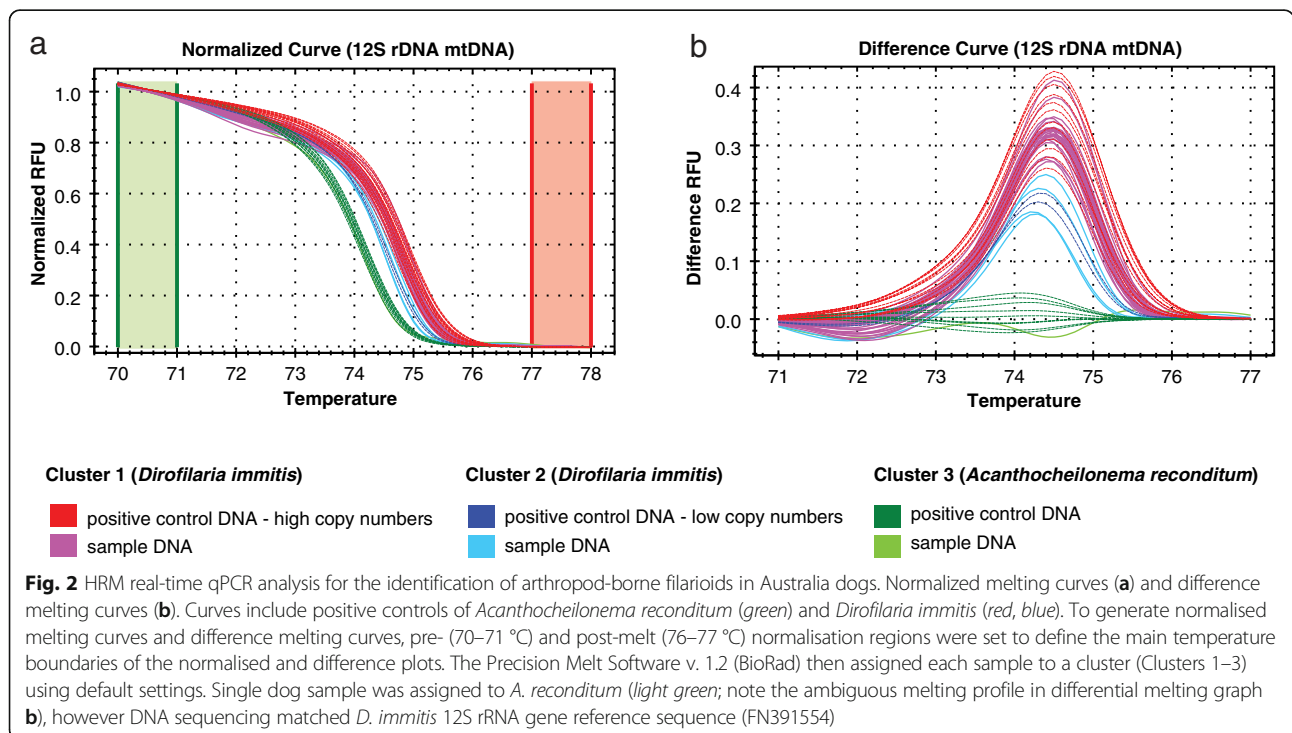 a
Normalized Curve (12S rDNA mtDNA)
1.0
0.8
0.6
0.4
0.2
0.0
Normalized RFU
70 71 72 73 74 75 76 77 78
Temperature
b
Difference Curve (12S rDNA mtDNA)
0.4
0.3
0.2
0.1
0.0
Difference RFU
71 72 73 74 75 76 77
Temperature
Cluster 1 (Dirofilaria immitis)
positive control DNA - high copy numbers
sample DNA
Cluster 2 (Dirofilaria immitis)
positive control DNA - low copy numbers
sample DNA
Cluster 3 (Acanthocheilonema reconditum)
positive control DNA
sample DNA
Fig. 2 HRM real-time qPCR analysis for the identification of arthropod-borne filarioids in Australia dogs. Normalized melting curves (a) and difference
melting curves (b). Curves include positive controls of Acanthocheilonema reconditum (green) and Dirofilaria immitis (red, blue). To generate normalised
melting curves and difference melting curves, pre- (70–71 °C) and post-melt (76–77 °C) normalisation regions were set to define the main temperature
boundaries of the normalised and difference plots. The Precision Melt Software v. 1.2 (BioRad) then assigned each sample to a cluster (Clusters 1–3)
using default settings. Single dog sample was assigned to A. reconditum (light green; note the ambiguous melting profile in differential melting graph
b), however DNA sequencing matched D. immitis 12S rRNA gene reference sequence (FN391554)